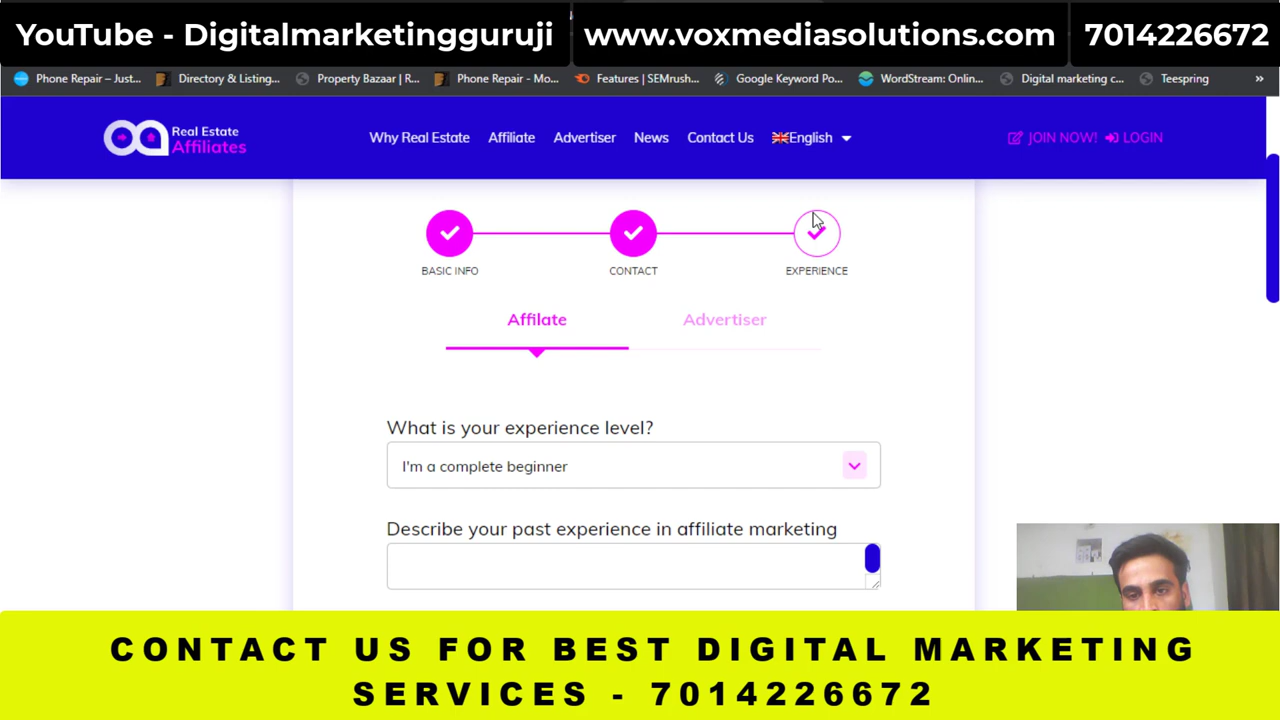 YouTube - Digitalmarketingguruji www.voxmediasolutions.com 7014226672
Phone Repair – Just... Directory & Listing... Property Bazaar | R... Phone Repair - Mo... Features | SEMrush... Google Keyword Po... WordStream: Onlin... Digital marketing c... Teespring »
Real Estate
Affiliates
Why Real Estate Affiliate Advertiser News Contact Us English JOIN NOW! LOGIN
BASIC INFO CONTACT EXPERIENCE
Affilate Advertiser
What is your experience level?
I'm a complete beginner
Describe your past experience in affiliate marketing
CONTACT US FOR BEST DIGITAL MARKETING
SERVICES - 7014226672